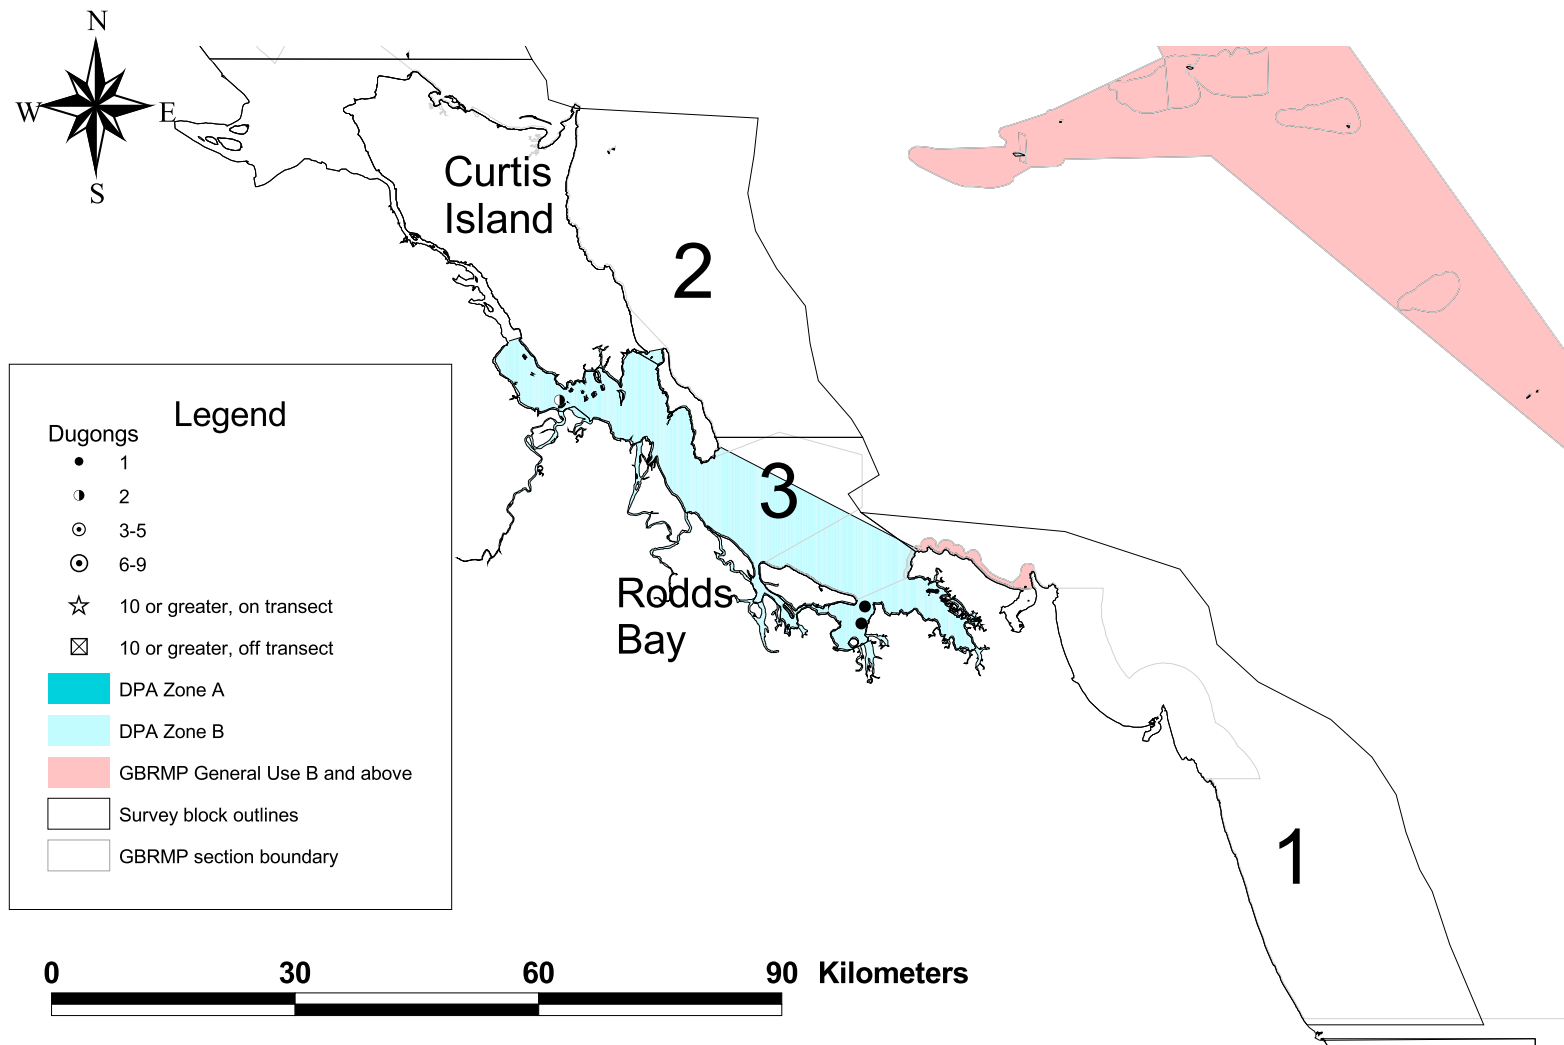 N
W
E
S
Curtis
Island
2
3
Rodds
Bay
1
Legend
Dugongs
1
2
3-5
6-9
10 or greater, on transect
10 or greater, off transect
DPA Zone A
DPA Zone B
GBRMP General Use B and above
Survey block outlines
GBRMP section boundary
0 30 60 90 Kilometers